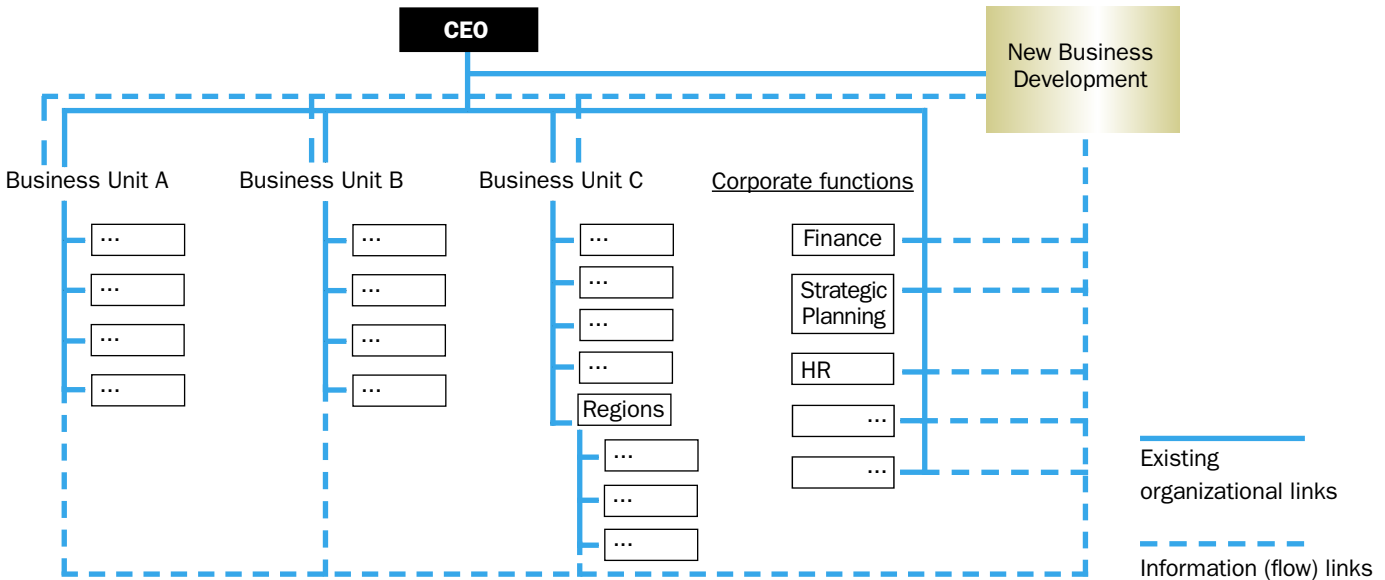 CEO
New Business
Development
Business Unit A
Business Unit B
Business Unit C
Corporate functions
...
...
...
...
...
...
...
...
...
...
...
...
Regions
...
...
...
Finance
Strategic
Planning
HR
...
...
Existing
organizational links
Information (flow) links